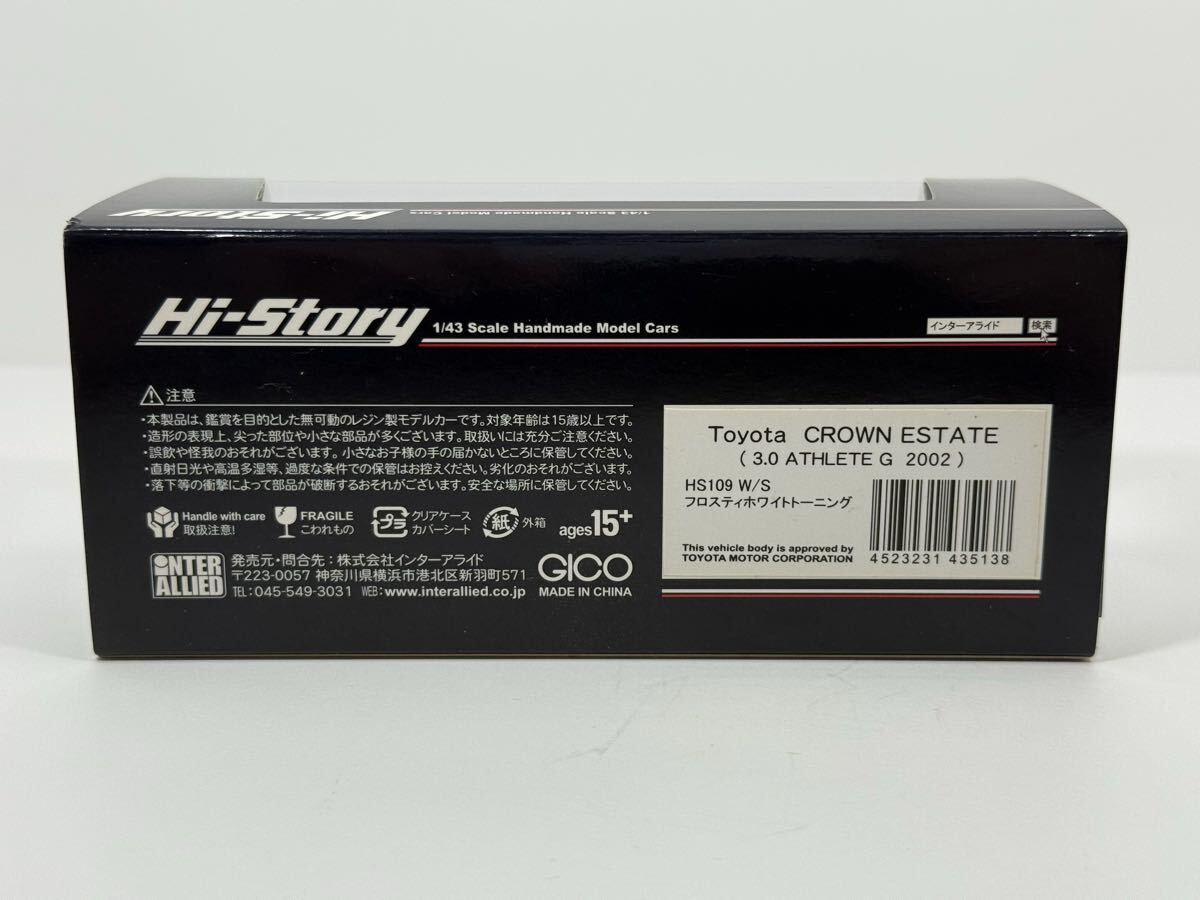 Hi-Story
1/43 Scale Handmade Model Cars
Hi-Story
1/43 Scale Handmade Model Cars
インターアライド 検索
注意
・本製品は、鑑賞を目的とした無可動のレジン製モデルカーです。対象年齢は15歳以上です。
・造形の表現上、尖った部位や小さな部品が多くございます。取扱いには充分ご注意ください。
・誤飲や怪我のおそれがございます。小さなお子様の手の届かないところに保管してください。
・直射日光や高温多湿等、過度な条件での保管はお控えください。劣化のおそれがございます。
・落下等の衝撃によって部品が破断するおそれがございます。安全な場所に保管してください。
Handle with care
取扱注意!
FRAGILE
こわれもの
プラ
クリアケース
カバーシート
紙
外箱
ages15+
INTER
ALLIED
発売元・問合先:株式会社インターアライド
〒223-0057 神奈川県横浜市港北区新羽町571
TEL:045-549-3031 WEB:www.interallied.co.jp
GICO
MADE IN CHINA
Toyota CROWN ESTATE
( 3.0 ATHLETE G 2002 )
HS109 W/S
フロスティホワイトトーニング
This vehicle body is approved by
TOYOTA MOTOR CORPORATION
4523231 435138